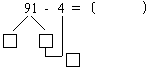 91 - 4 = (     )